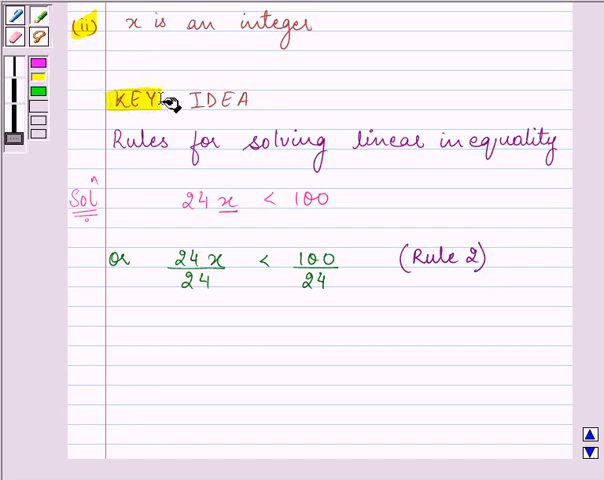 (ii) x is an integer
KEY IDEA
Rules for solving linear inequality
Solⁿ 24x < 100
Or 24x/24 < 100/24 (Rule 2)